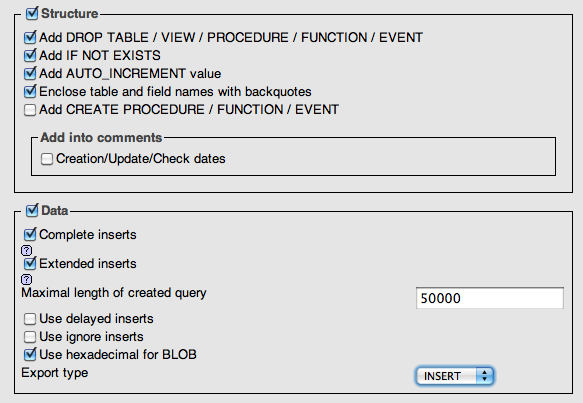 Structure
Add DROP TABLE / VIEW / PROCEDURE / FUNCTION / EVENT
Add IF NOT EXISTS
Add AUTO_INCREMENT value
Enclose table and field names with backquotes
Add CREATE PROCEDURE / FUNCTION / EVENT
Add into comments
Creation/Update/Check dates
Data
Complete inserts
?
Extended inserts
?
Maximal length of created query 50000
Use delayed inserts
Use ignore inserts
Use hexadecimal for BLOB
Export type INSERT